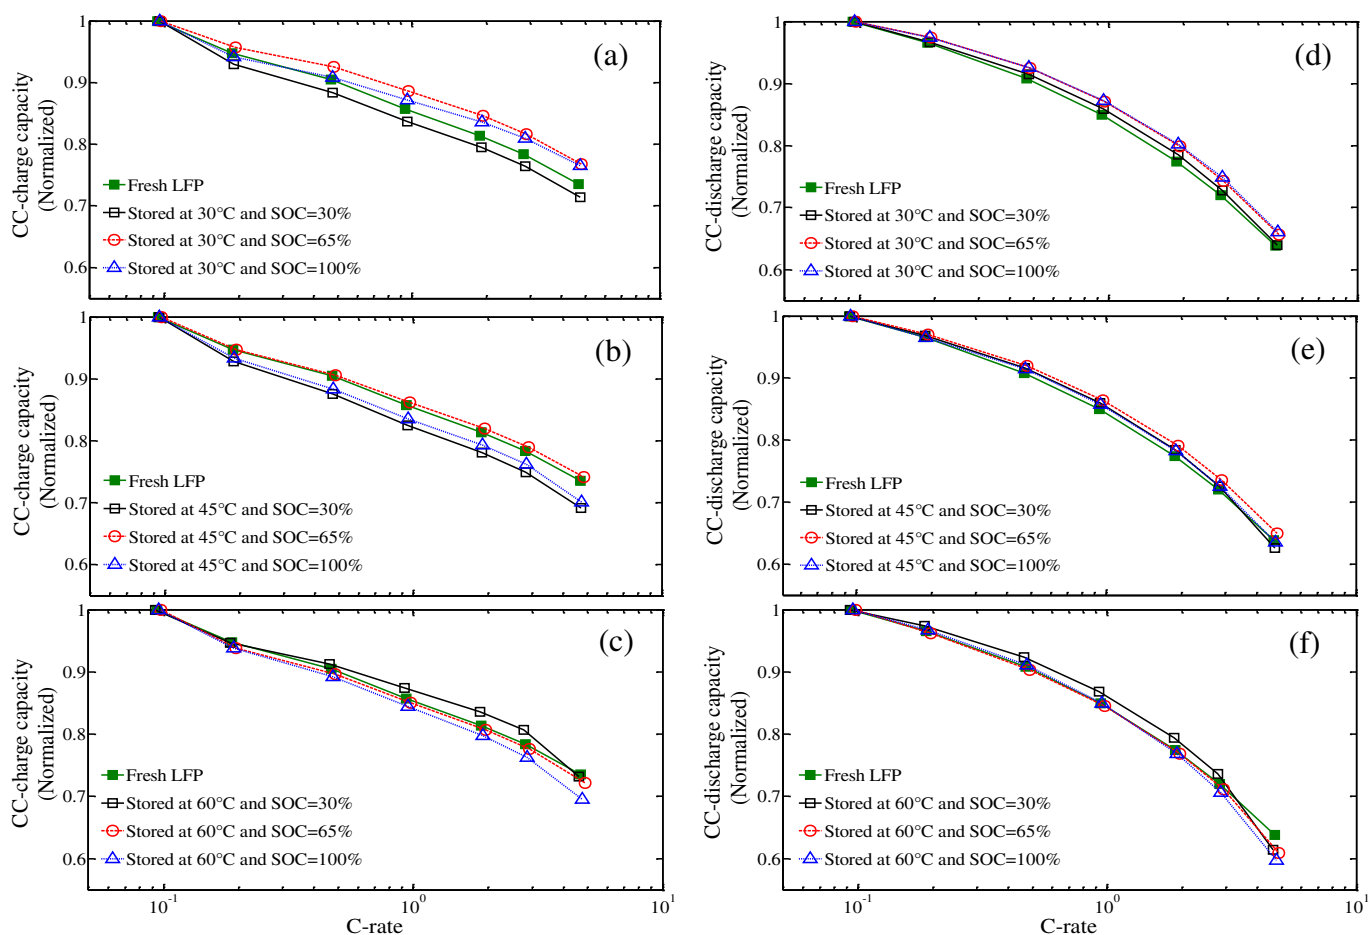 CC-charge capacity
(Normalized)
1
0.9
0.8
0.7
0.6
(a)
Fresh LFP
Stored at 30°C and SOC=30%
Stored at 30°C and SOC=65%
Stored at 30°C and SOC=100%
CC-discharge capacity
(Normalized)
1
0.9
0.8
0.7
0.6
(d)
Fresh LFP
Stored at 30°C and SOC=30%
Stored at 30°C and SOC=65%
Stored at 30°C and SOC=100%
CC-charge capacity
(Normalized)
1
0.9
0.8
0.7
0.6
(b)
Fresh LFP
Stored at 45°C and SOC=30%
Stored at 45°C and SOC=65%
Stored at 45°C and SOC=100%
CC-discharge capacity
(Normalized)
1
0.9
0.8
0.7
0.6
(e)
Fresh LFP
Stored at 45°C and SOC=30%
Stored at 45°C and SOC=65%
Stored at 45°C and SOC=100%
CC-charge capacity
(Normalized)
1
0.9
0.8
0.7
0.6
(c)
Fresh LFP
Stored at 60°C and SOC=30%
Stored at 60°C and SOC=65%
Stored at 60°C and SOC=100%
10⁻¹ 10⁰ 10¹
C-rate
CC-discharge capacity
(Normalized)
1
0.9
0.8
0.7
0.6
(f)
Fresh LFP
Stored at 60°C and SOC=30%
Stored at 60°C and SOC=65%
Stored at 60°C and SOC=100%
10⁻¹ 10⁰ 10¹
C-rate